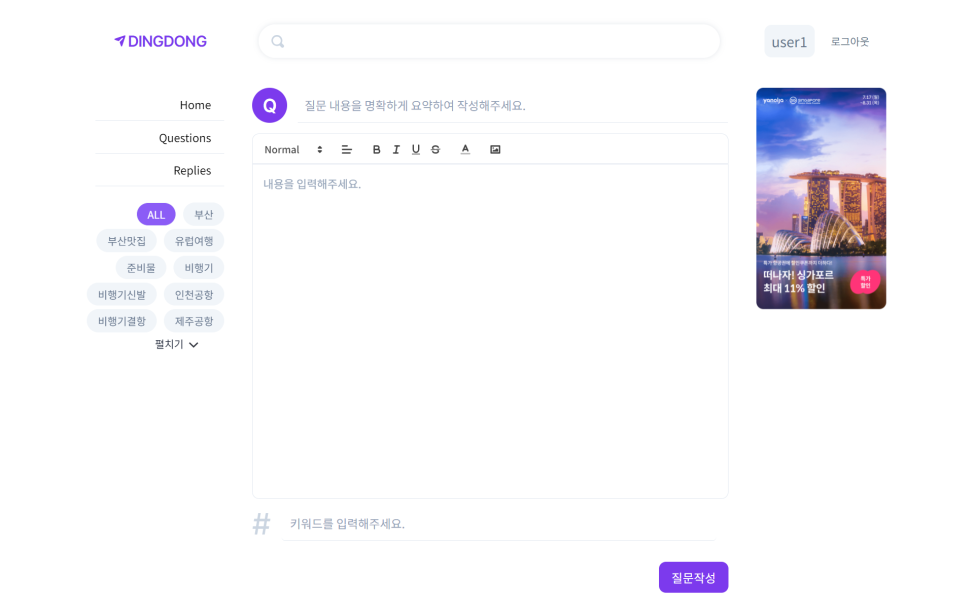 DINGDONG
user1
로그아웃
Home
Questions
Replies
ALL
부산
부산맛집
유럽여행
준비물
비행기
비행기신발
인천공항
비행기결항
제주공항
펼치기
Q
질문 내용을 명확하게 요약하여 작성해주세요.
Normal
B I U S A
내용을 입력해주세요.
#
키워드를 입력해주세요.
질문작성
yanolja
떠나자! 싱가포르
최대 11% 할인
특가
할인